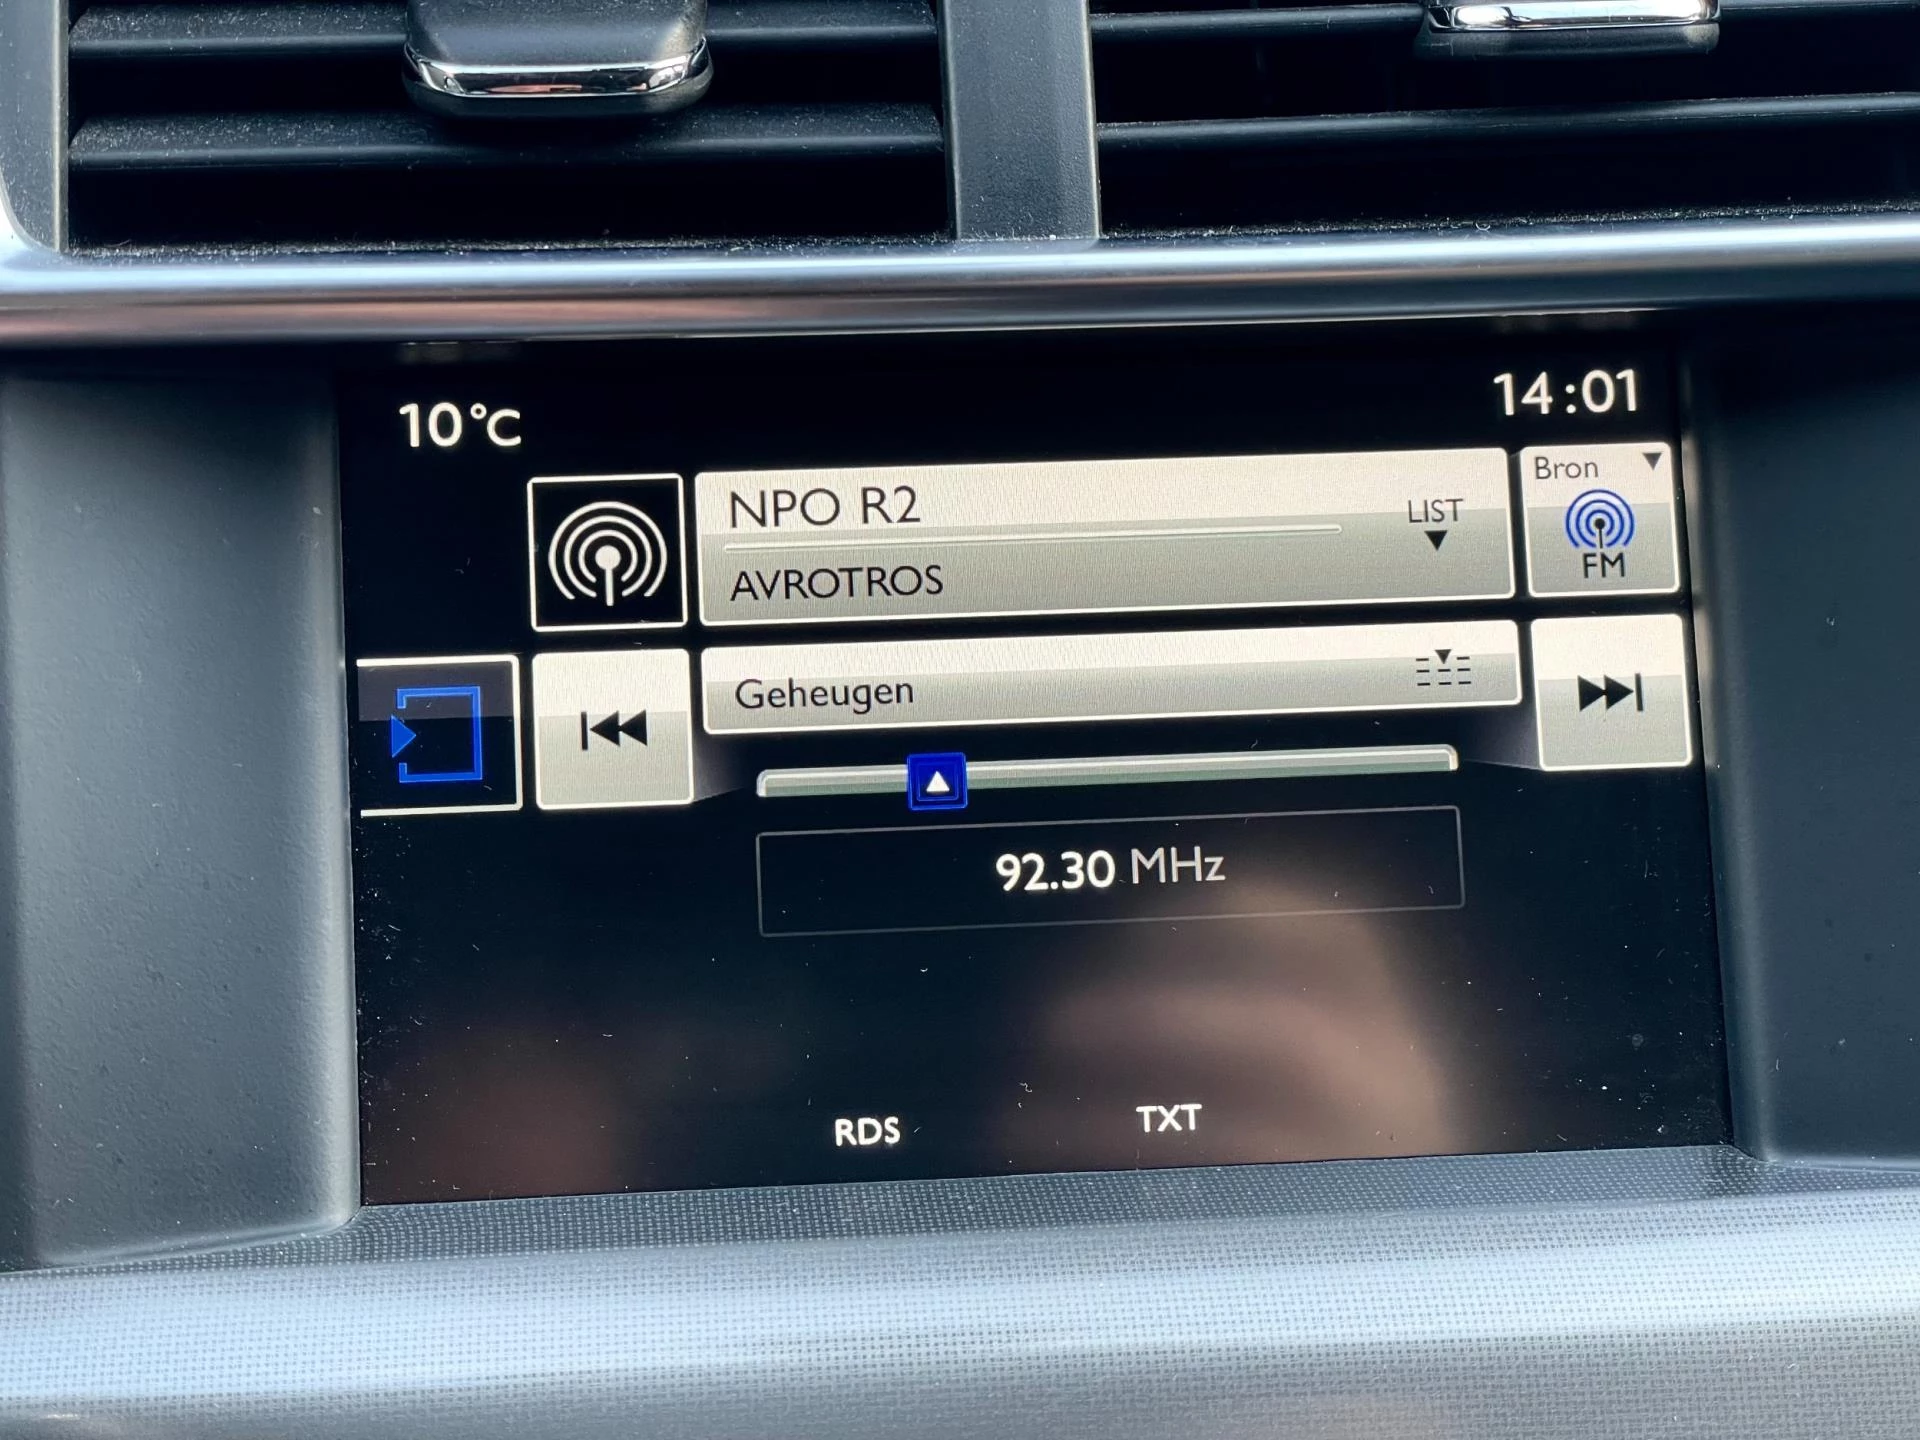 10°C
14:01
NPO R2
LIST
AVROTROS
Bron
FM
Geheugen
92.30 MHz
RDS
TXT